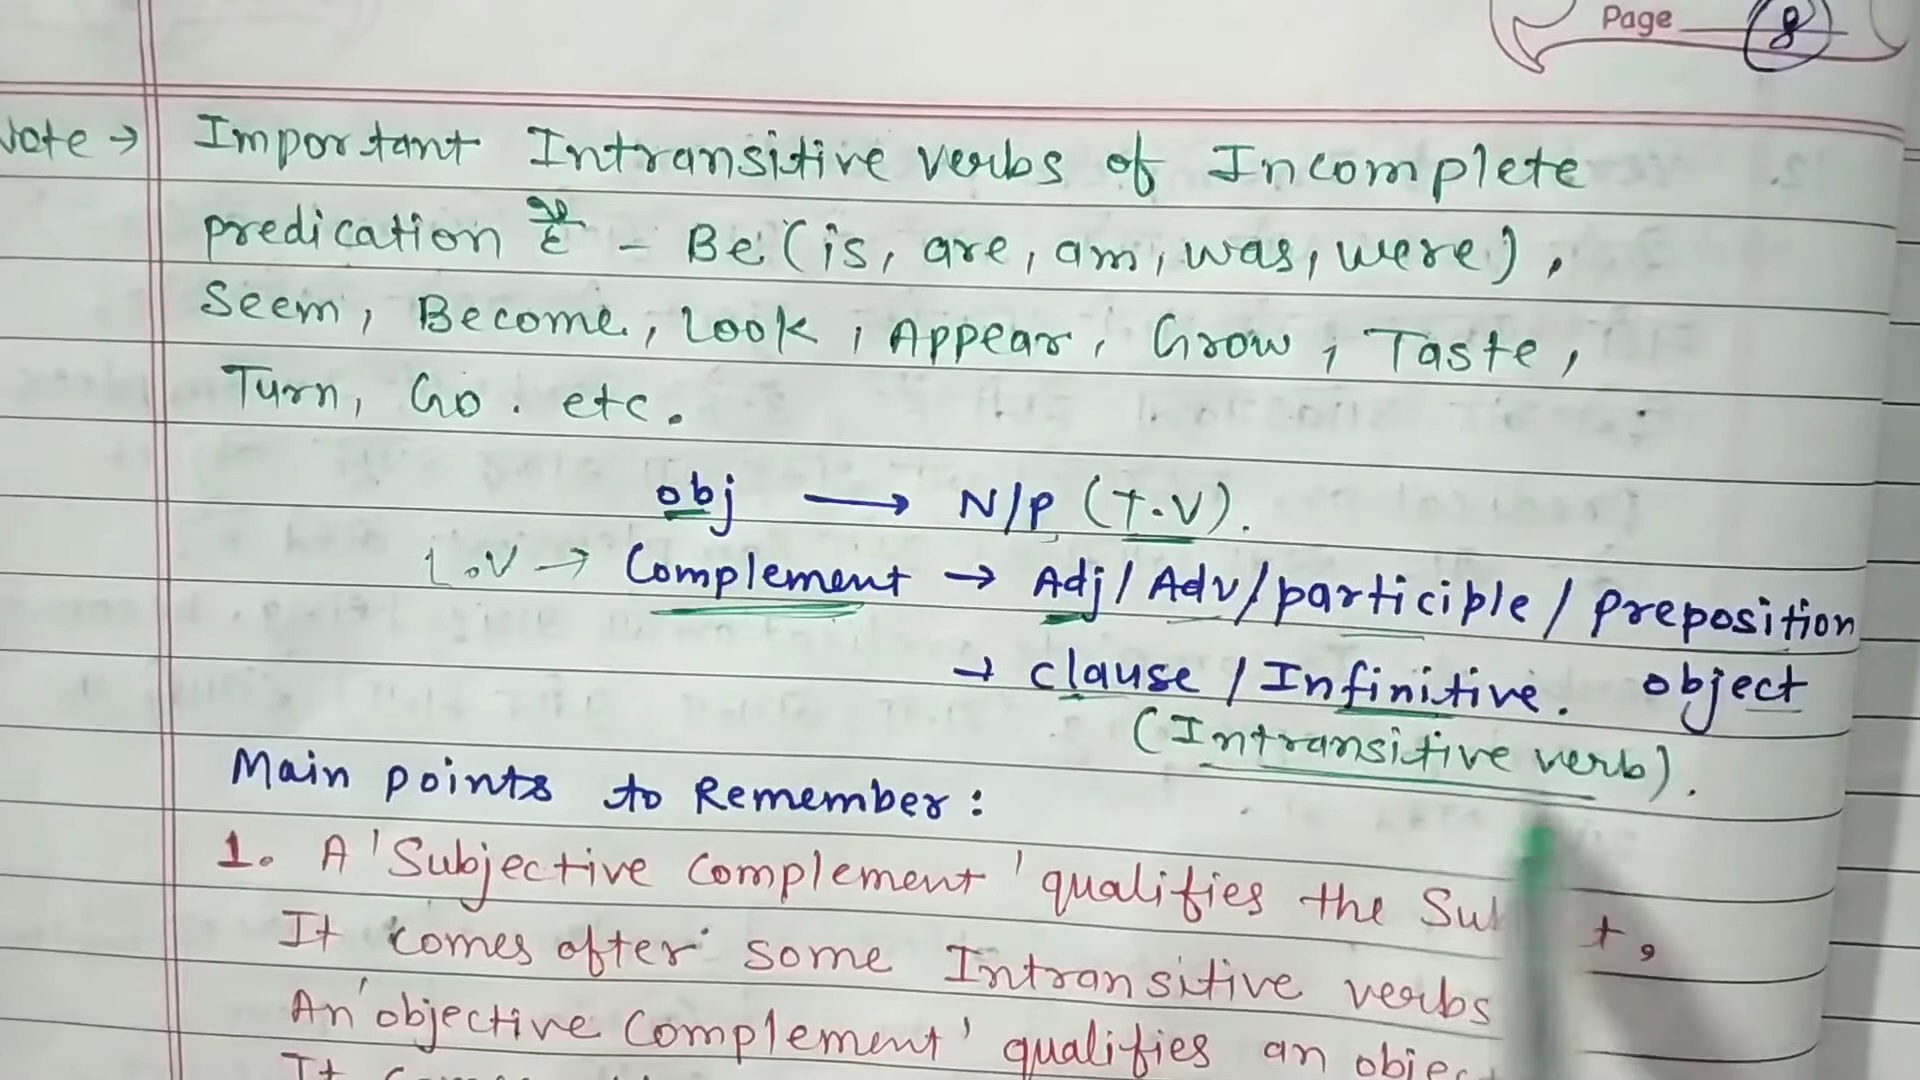 Page 8
Note → Important Intransitive verbs of Incomplete
predication - Be (is, are, am, was, were),
Seem, Become, Look, Appear, Grow, Taste,
Turn, Go. etc.
obj → N/P (T.V).
I.V → Complement → Adj/Adv/participle/preposition
→ clause/Infinitive. object
(Intransitive verb).
Main points to Remember:
1. A 'Subjective Complement' qualifies the
It comes after some Intransitive verbs
An 'objective Complement' qualifies an
It